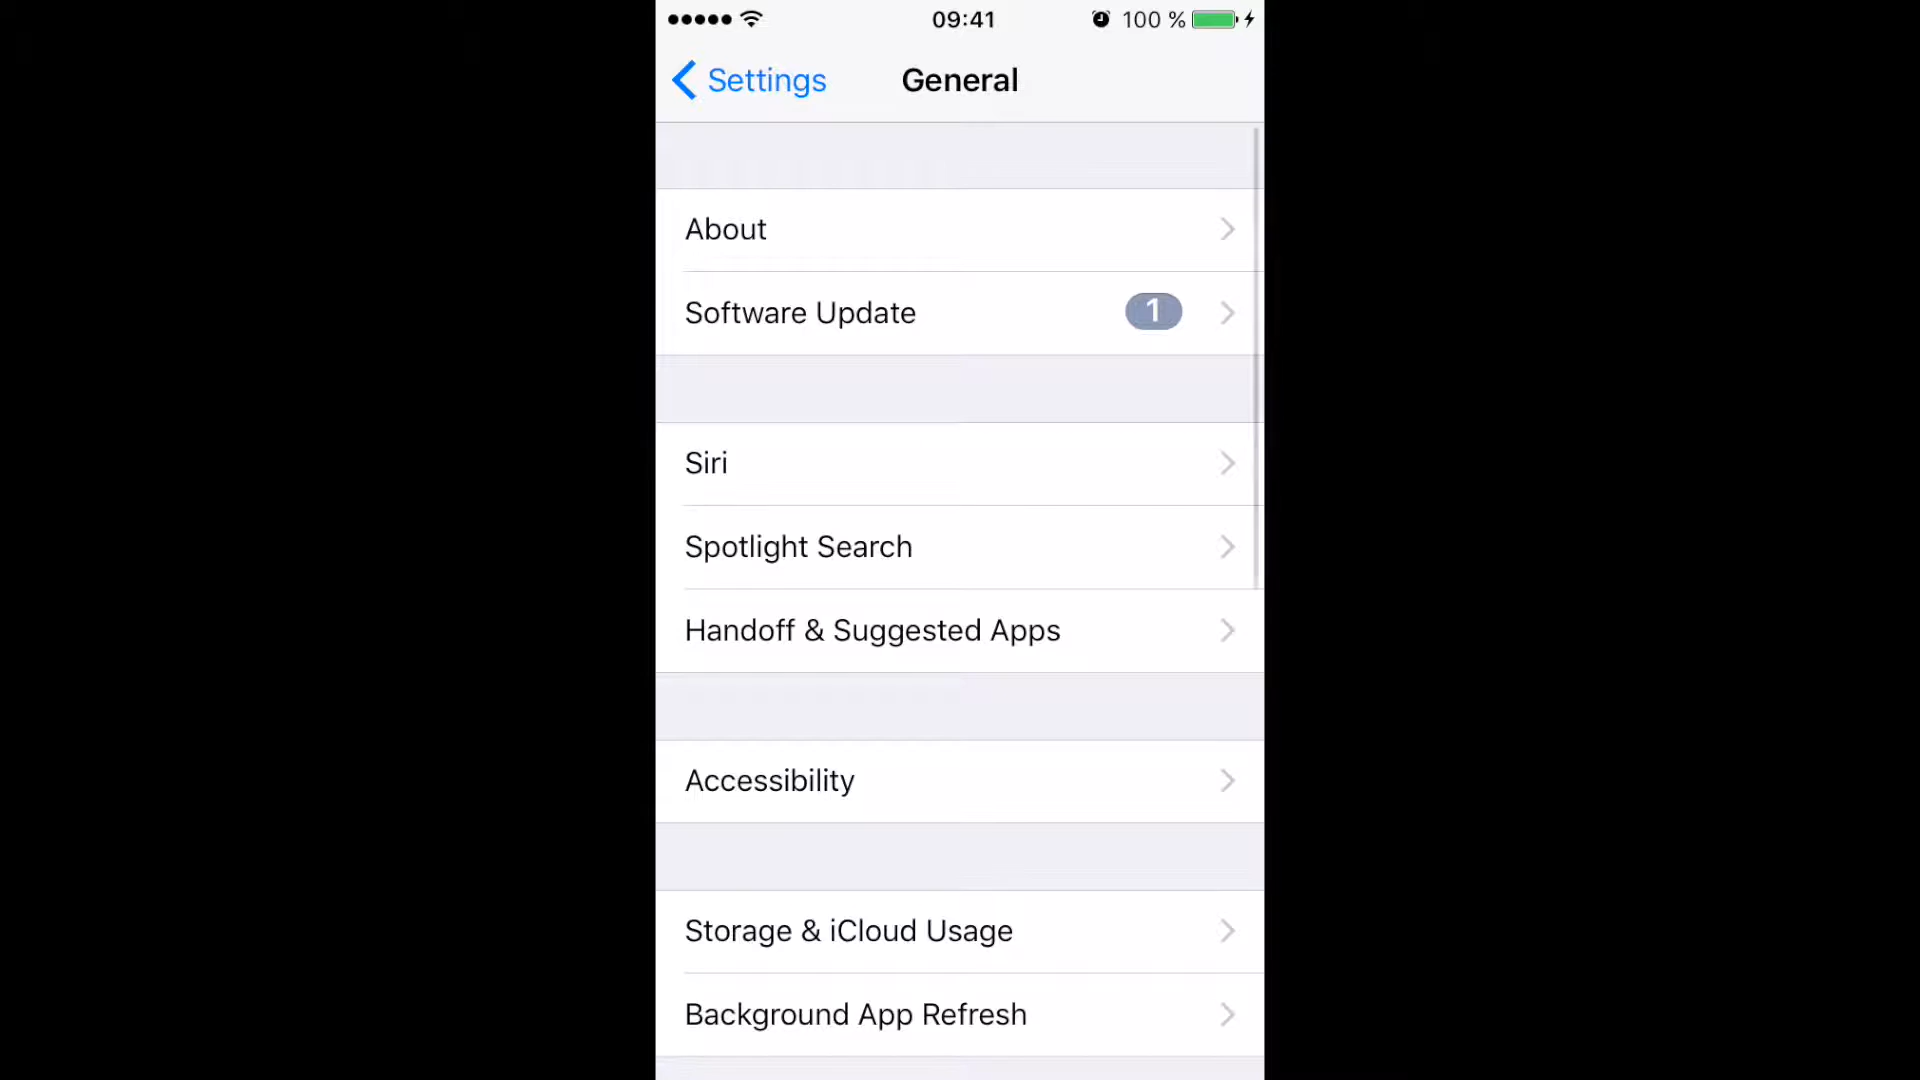 09:41 100 %
Settings General
About
Software Update 1
Siri
Spotlight Search
Handoff & Suggested Apps
Accessibility
Storage & iCloud Usage
Background App Refresh